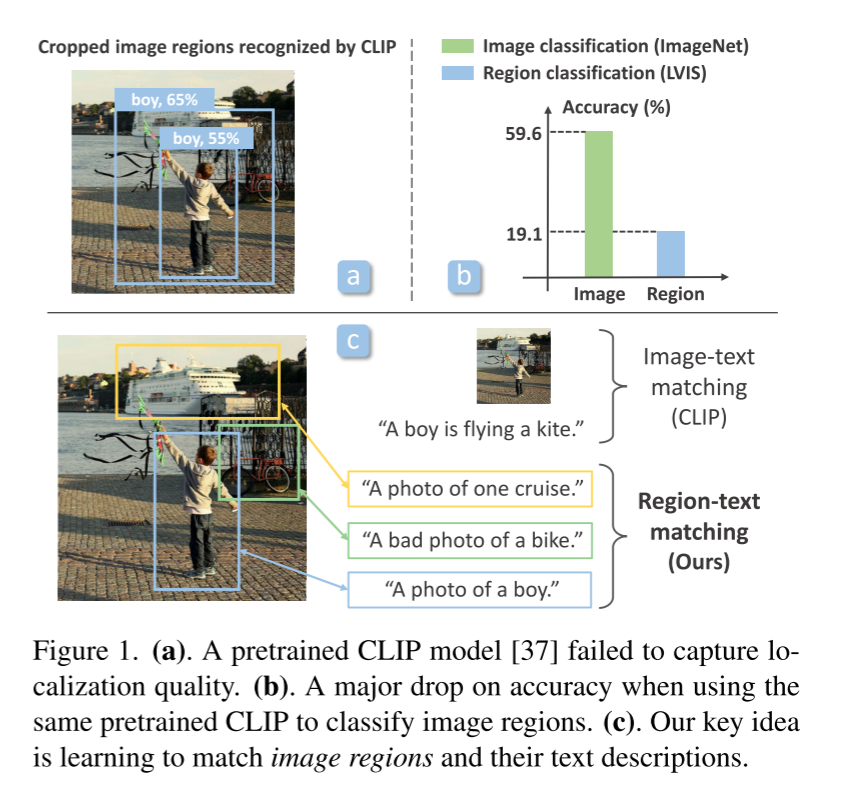 Cropped image regions recognized by CLIP
boy, 65%
boy, 55%
a
Image classification (ImageNet)
Region classification (LVIS)
Accuracy (%)
59.6
19.1
Image Region
b
c
Image-text
matching
(CLIP)
“A boy is flying a kite.”
“A photo of one cruise.”
“A bad photo of a bike.”
“A photo of a boy.”
Region-text
matching
(Ours)
Figure 1. (a). A pretrained CLIP model [37] failed to capture lo-
calization quality. (b). A major drop on accuracy when using the
same pretrained CLIP to classify image regions. (c). Our key idea
is learning to match image regions and their text descriptions.